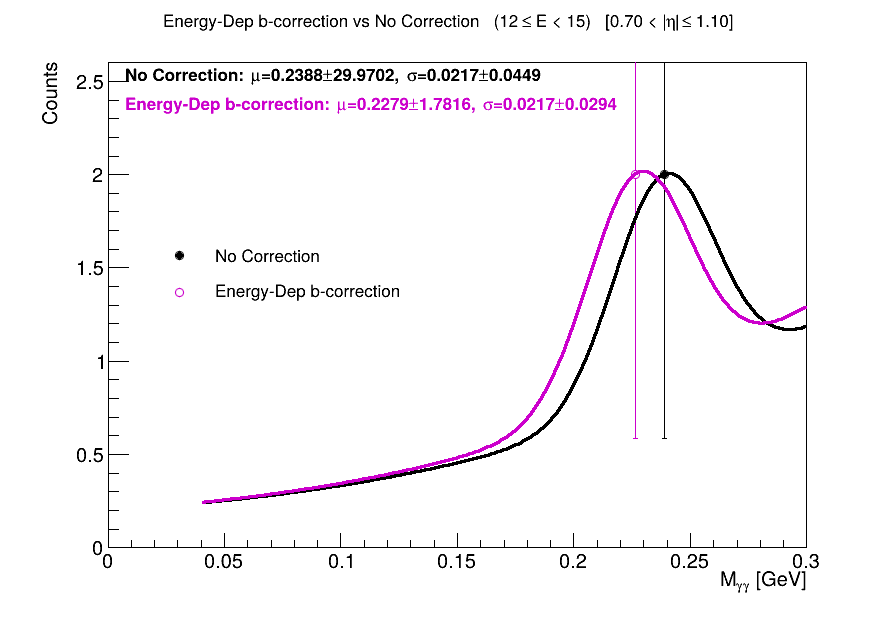 Energy-Dep b-correction vs No Correction (12 ≤ E < 15) [0.70 < |η| ≤ 1.10]
Counts
No Correction: μ=0.2388±29.9702, σ=0.0217±0.0449
Energy-Dep b-correction: μ=0.2279±1.7816, σ=0.0217±0.0294
2.5
2
1.5
1
0.5
0
No Correction
Energy-Dep b-correction
0 0.05 0.1 0.15 0.2 0.25 0.3
M_γγ [GeV]